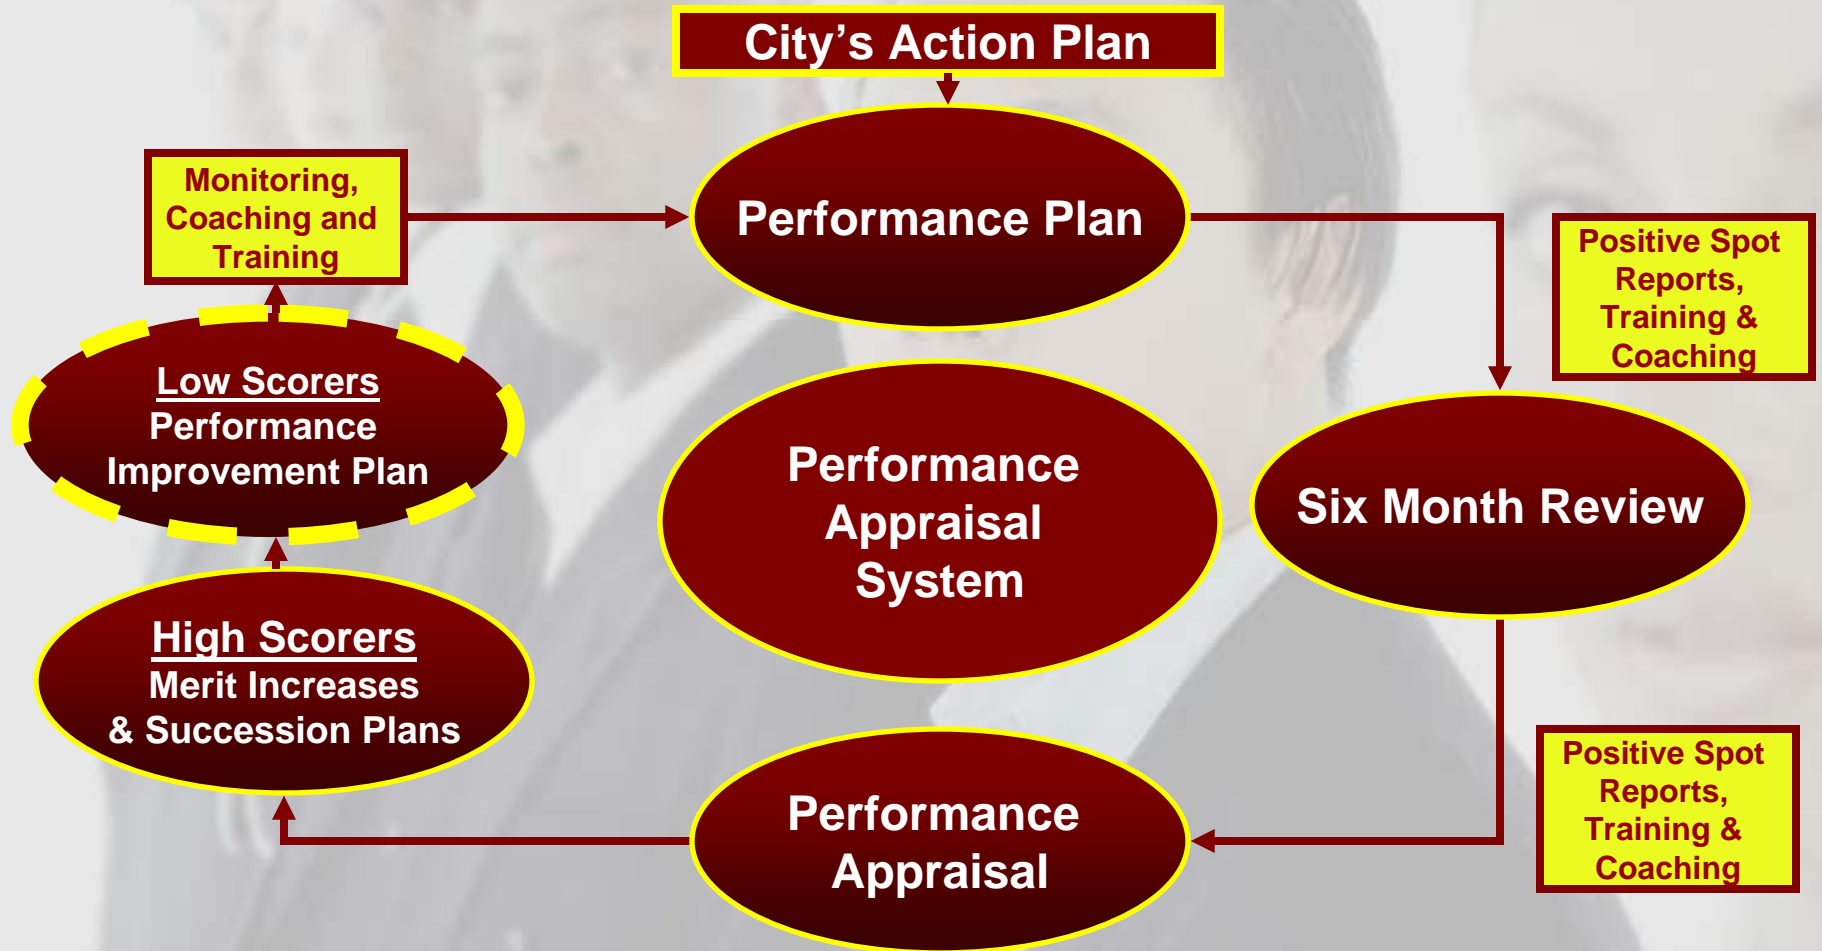 City’s Action Plan
Performance Plan
Monitoring,
Coaching and
Training
Positive Spot
Reports,
Training &
Coaching
Low Scorers
Performance
Improvement Plan
Performance
Appraisal
System
Six Month Review
High Scorers
Merit Increases
& Succession Plans
Performance
Appraisal
Positive Spot
Reports,
Training &
Coaching